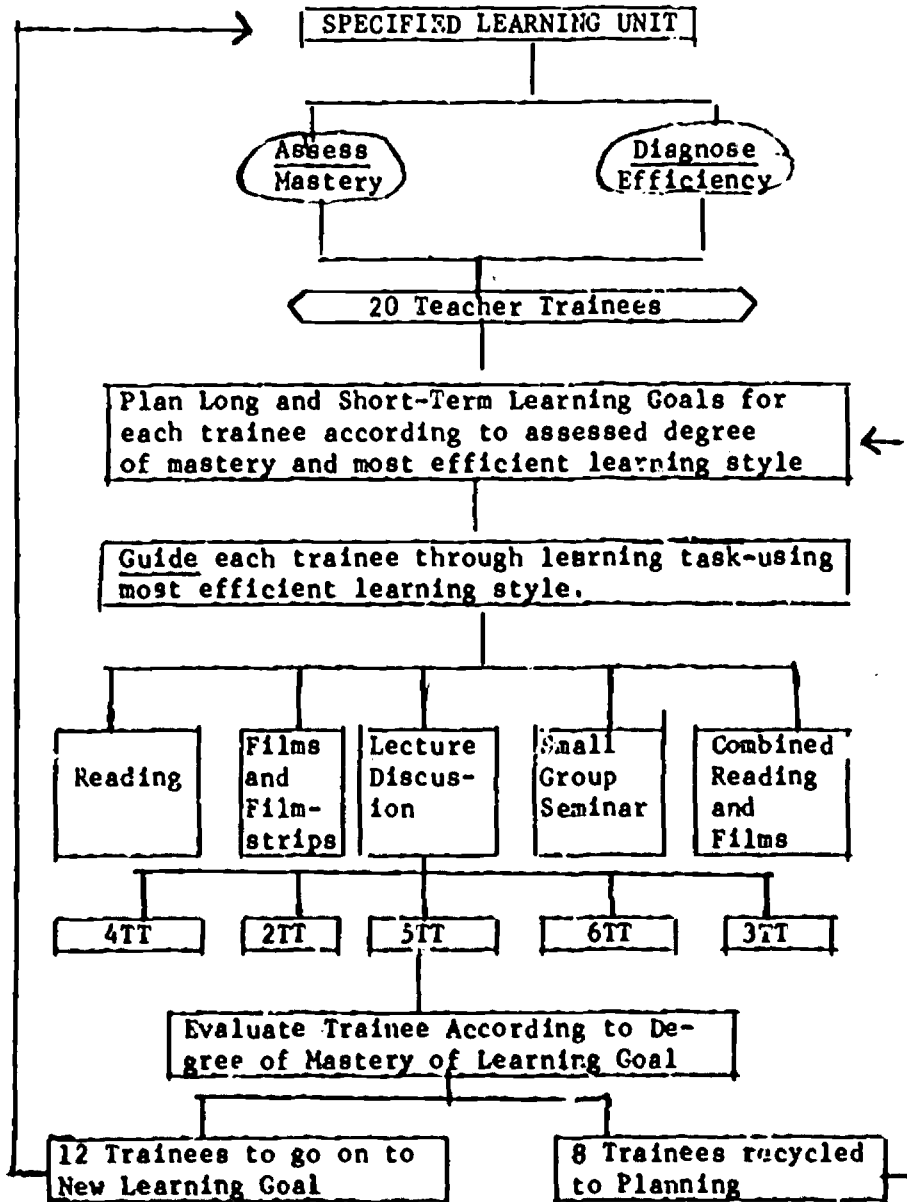 SPECIFIED LEARNING UNIT
Assess
Mastery
Diagnose
Efficiency
20 Teacher Trainees
Plan Long and Short-Term Learning Goals for
each trainee according to assessed degree
of mastery and most efficient learning style
Guide each trainee through learning task-using
most efficient learning style.
Reading
Films
and
Film-
strips
Lecture
Discus-
ion
Small
Group
Seminar
Combined
Reading
and
Films
4TT
2TT
5TT
6TT
3TT
Evaluate Trainee According to De-
gree of Mastery of Learning Goal
12 Trainees to go on to
New Learning Goal
8 Trainees recycled
to Planning